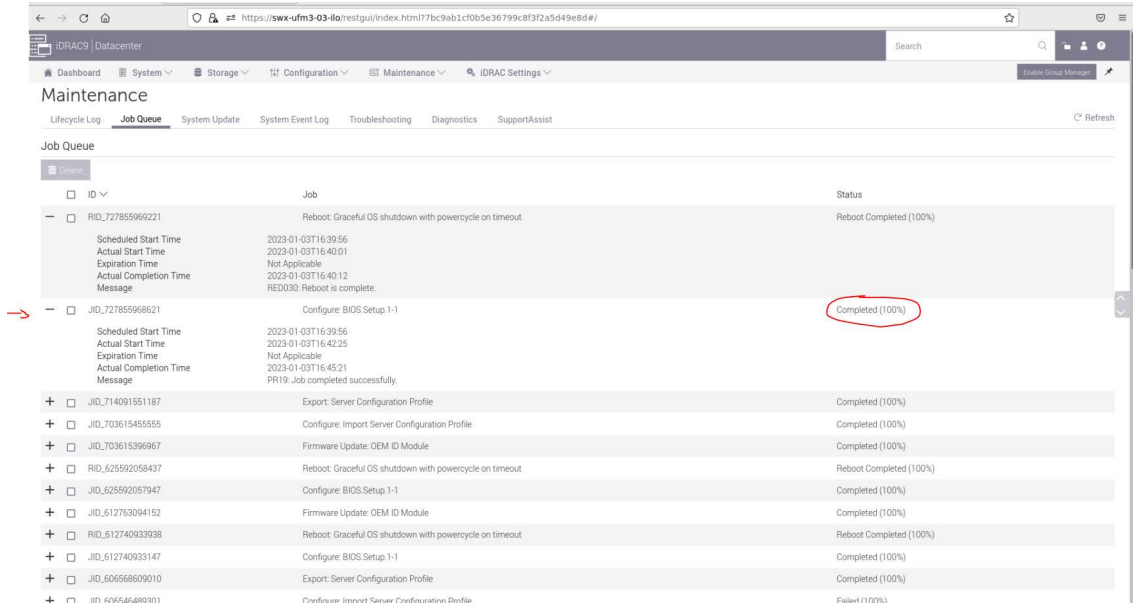 https://swx-ufm3-03-ilo/restgui/index.html?7bc9ab1cf0b5e36799c8f3f2a5d49e8d#/
iDRAC9 | Datacenter
Search
Dashboard System Storage Configuration Maintenance iDRAC Settings
Enable Group Manager
Maintenance
Lifecycle Log Job Queue System Update System Event Log Troubleshooting Diagnostics SupportAssist
Refresh
Job Queue
Delete
ID Job Status
RID_727855969221 Reboot: Graceful OS shutdown with powercycle on timeout Reboot Completed (100%)
Scheduled Start Time 2023-01-03T16:39:56
Actual Start Time 2023-01-03T16:40:01
Expiration Time Not Applicable
Actual Completion Time 2023-01-03T16:40:12
Message RED030: Reboot is complete.
JID_727855968621 Configure: BIOS.Setup.1-1 Completed (100%)
Scheduled Start Time 2023-01-03T16:39:56
Actual Start Time 2023-01-03T16:42:25
Expiration Time Not Applicable
Actual Completion Time 2023-01-03T16:45:21
Message PR19: Job completed successfully.
JID_714091551187 Export: Server Configuration Profile Completed (100%)
JID_703615455555 Configure: Import Server Configuration Profile Completed (100%)
JID_703615396967 Firmware Update: OEM ID Module Completed (100%)
RID_625592058437 Reboot: Graceful OS shutdown with powercycle on timeout Reboot Completed (100%)
JID_625592057947 Configure: BIOS.Setup.1-1 Completed (100%)
JID_612763094152 Firmware Update: OEM ID Module Completed (100%)
RID_612740933938 Reboot: Graceful OS shutdown with powercycle on timeout Reboot Completed (100%)
JID_612740933147 Configure: BIOS.Setup.1-1 Completed (100%)
JID_606568609010 Export: Server Configuration Profile Completed (100%)
JID_606546489301 Configure: Import Server Configuration Profile Failed (100%)